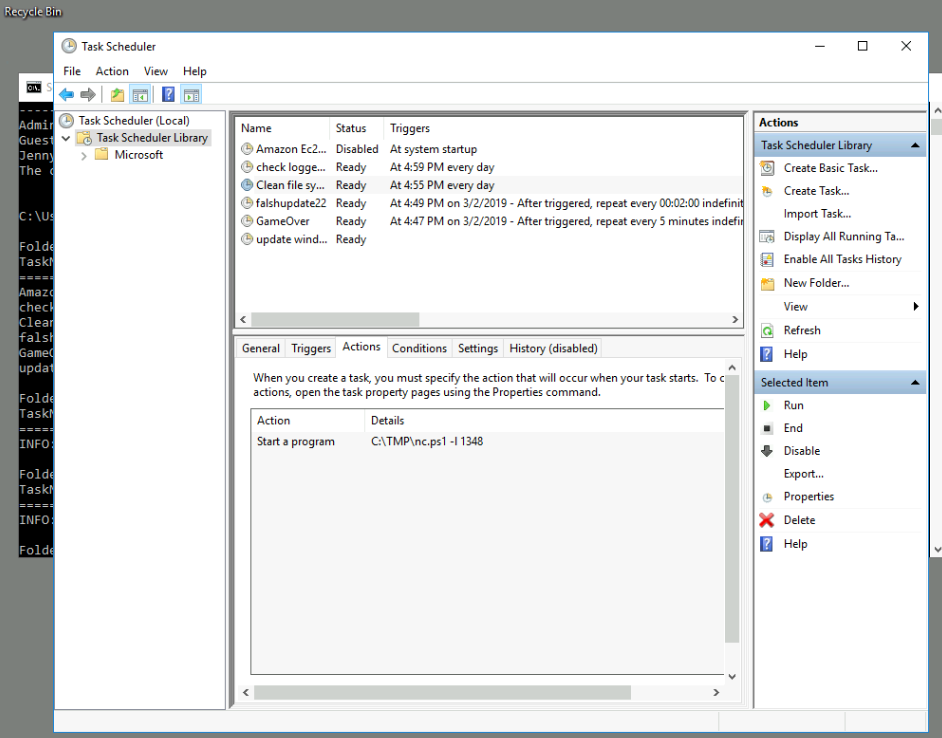 Recycle Bin
Task Scheduler
File Action View Help
Task Scheduler (Local)
Task Scheduler Library
Microsoft
Name Status Triggers
Amazon Ec2... Disabled At system startup
check logge... Ready At 4:59 PM every day
Clean file sy... Ready At 4:55 PM every day
falshupdate22 Ready At 4:49 PM on 3/2/2019 - After triggered, repeat every 00:02:00 indefinit
GameOver Ready At 4:47 PM on 3/2/2019 - After triggered, repeat every 5 minutes indefin
update wind... Ready
General Triggers Actions Conditions Settings History (disabled)
When you create a task, you must specify the action that will occur when your task starts. To c
actions, open the task property pages using the Properties command.
Action Details
Start a program C:\TMP\nc.ps1 -l 1348
Actions
Task Scheduler Library
Create Basic Task...
Create Task...
Import Task...
Display All Running Ta...
Enable All Tasks History
New Folder...
View
Refresh
Help
Selected Item
Run
End
Disable
Export...
Properties
Delete
Help
S
-----
Admin
Guest
Jenny
The c
C:\Us
Folde
TaskN
=====
Amazo
check
Clean
falsh
GameO
updat
Folde
TaskN
=====
INFO:
Folde
TaskN
=====
INFO:
Folde